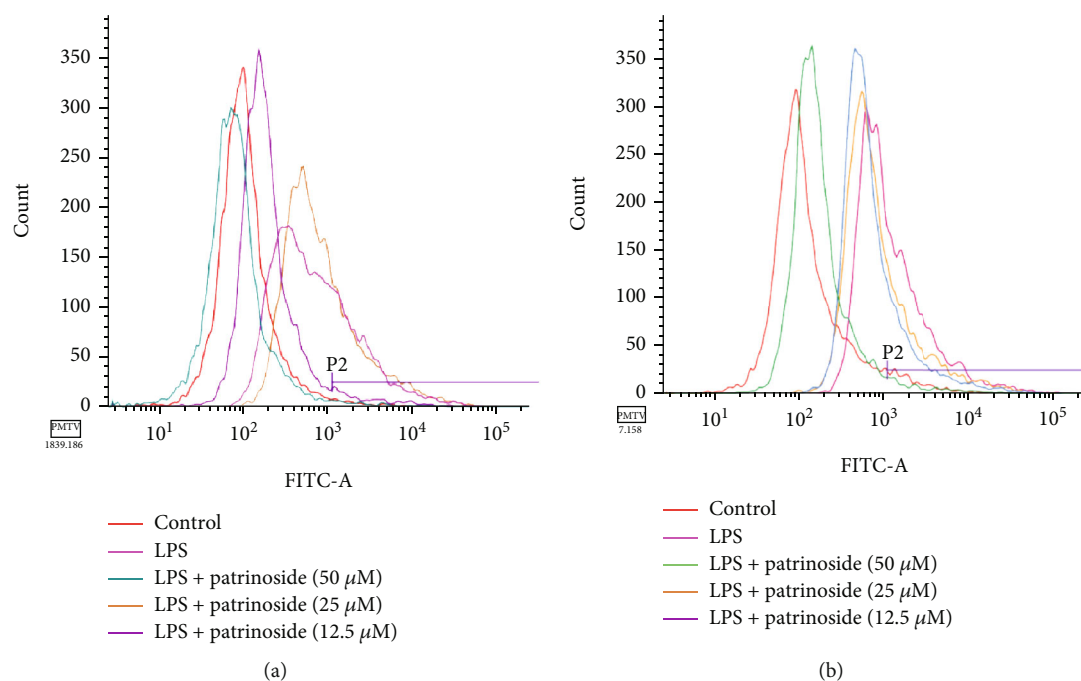 350
300
250
200
150
100
50
0
Count
P2
PMTV
1839.186
10¹ 10² 10³ 10⁴ 10⁵
FITC-A
Control
LPS
LPS + patrinoside (50 μM)
LPS + patrinoside (25 μM)
LPS + patrinoside (12.5 μM)
(a)
350
300
250
200
150
100
50
0
Count
P2
PMTV
7.158
10¹ 10² 10³ 10⁴ 10⁵
FITC-A
Control
LPS
LPS + patrinoside (50 μM)
LPS + patrinoside (25 μM)
LPS + patrinoside (12.5 μM)
(b)